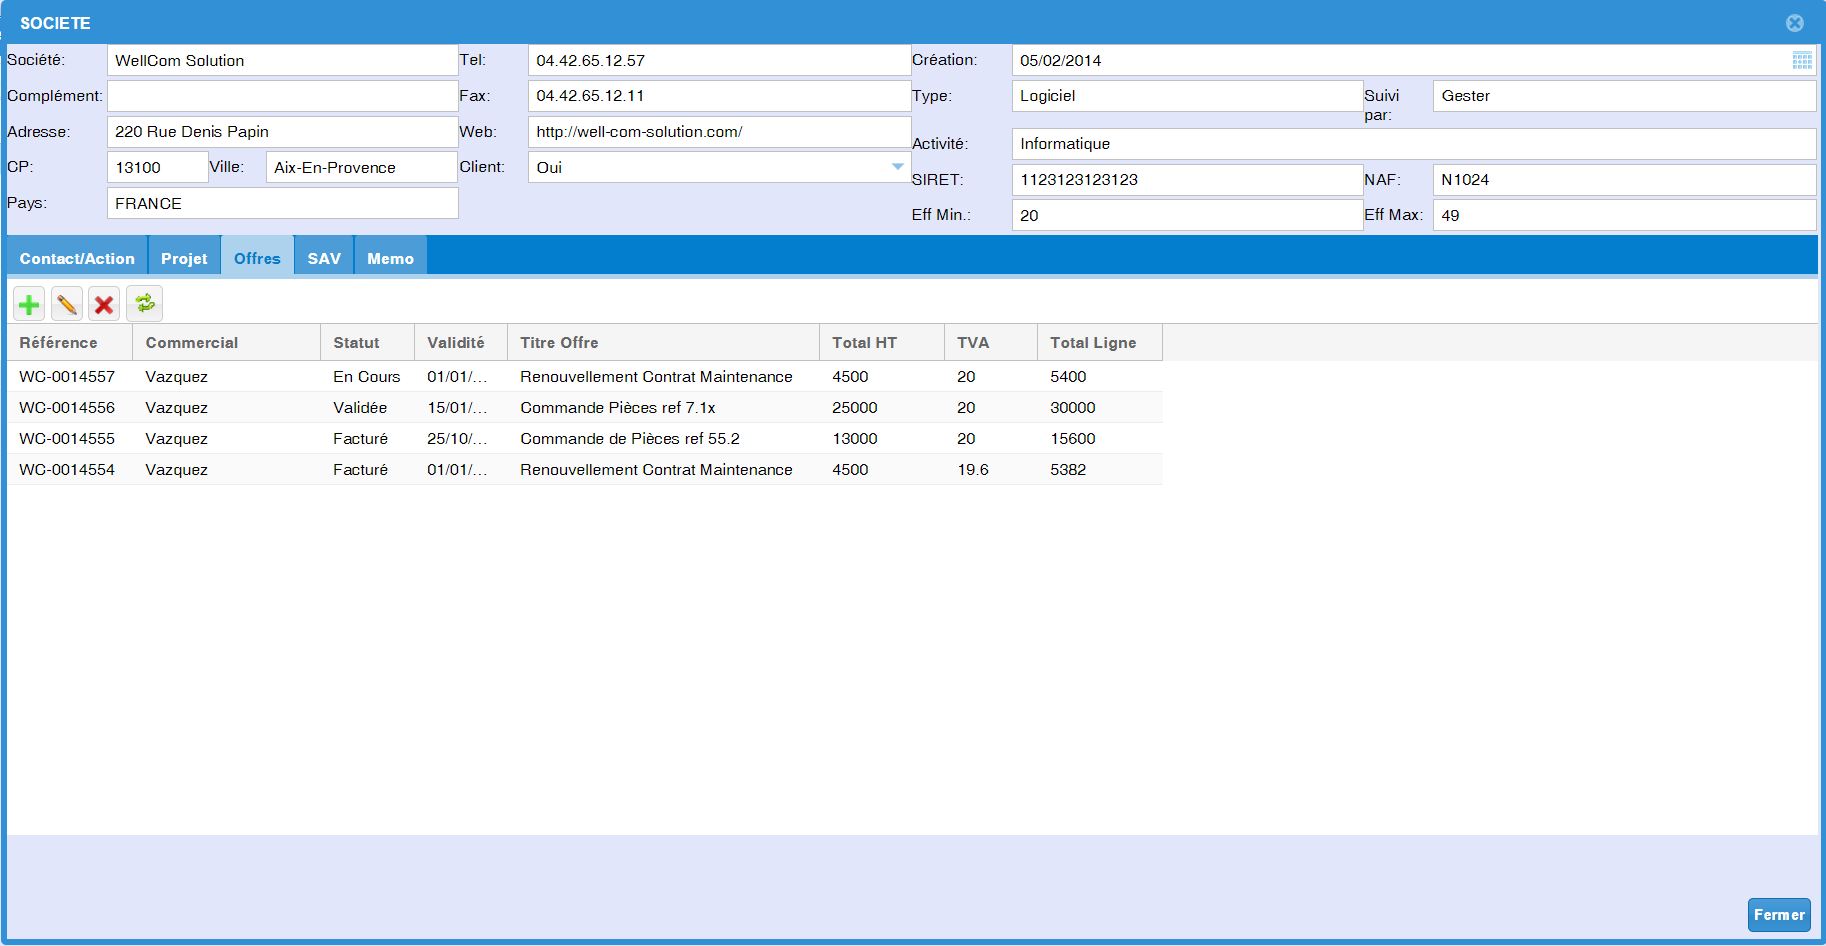 SOCIETE
Société: WellCom Solution Tel: 04.42.65.12.57 Création: 05/02/2014
Complément: Fax: 04.42.65.12.11 Type: Logiciel Suivi par: Gester
Adresse: 220 Rue Denis Papin Web: http://well-com-solution.com/ Activité: Informatique
CP: 13100 Ville: Aix-En-Provence Client: Oui SIRET: 1123123123123 NAF: N1024
Pays: FRANCE Eff Min.: 20 Eff Max: 49
Contact/Action Projet Offres SAV Memo
Référence Commercial Statut Validité Titre Offre Total HT TVA Total Ligne
WC-0014557 Vazquez En Cours 01/01/... Renouvellement Contrat Maintenance 4500 20 5400
WC-0014556 Vazquez Validée 15/01/... Commande Pièces ref 7.1x 25000 20 30000
WC-0014555 Vazquez Facturé 25/10/... Commande de Pièces ref 55.2 13000 20 15600
WC-0014554 Vazquez Facturé 01/01/... Renouvellement Contrat Maintenance 4500 19.6 5382
Fermer